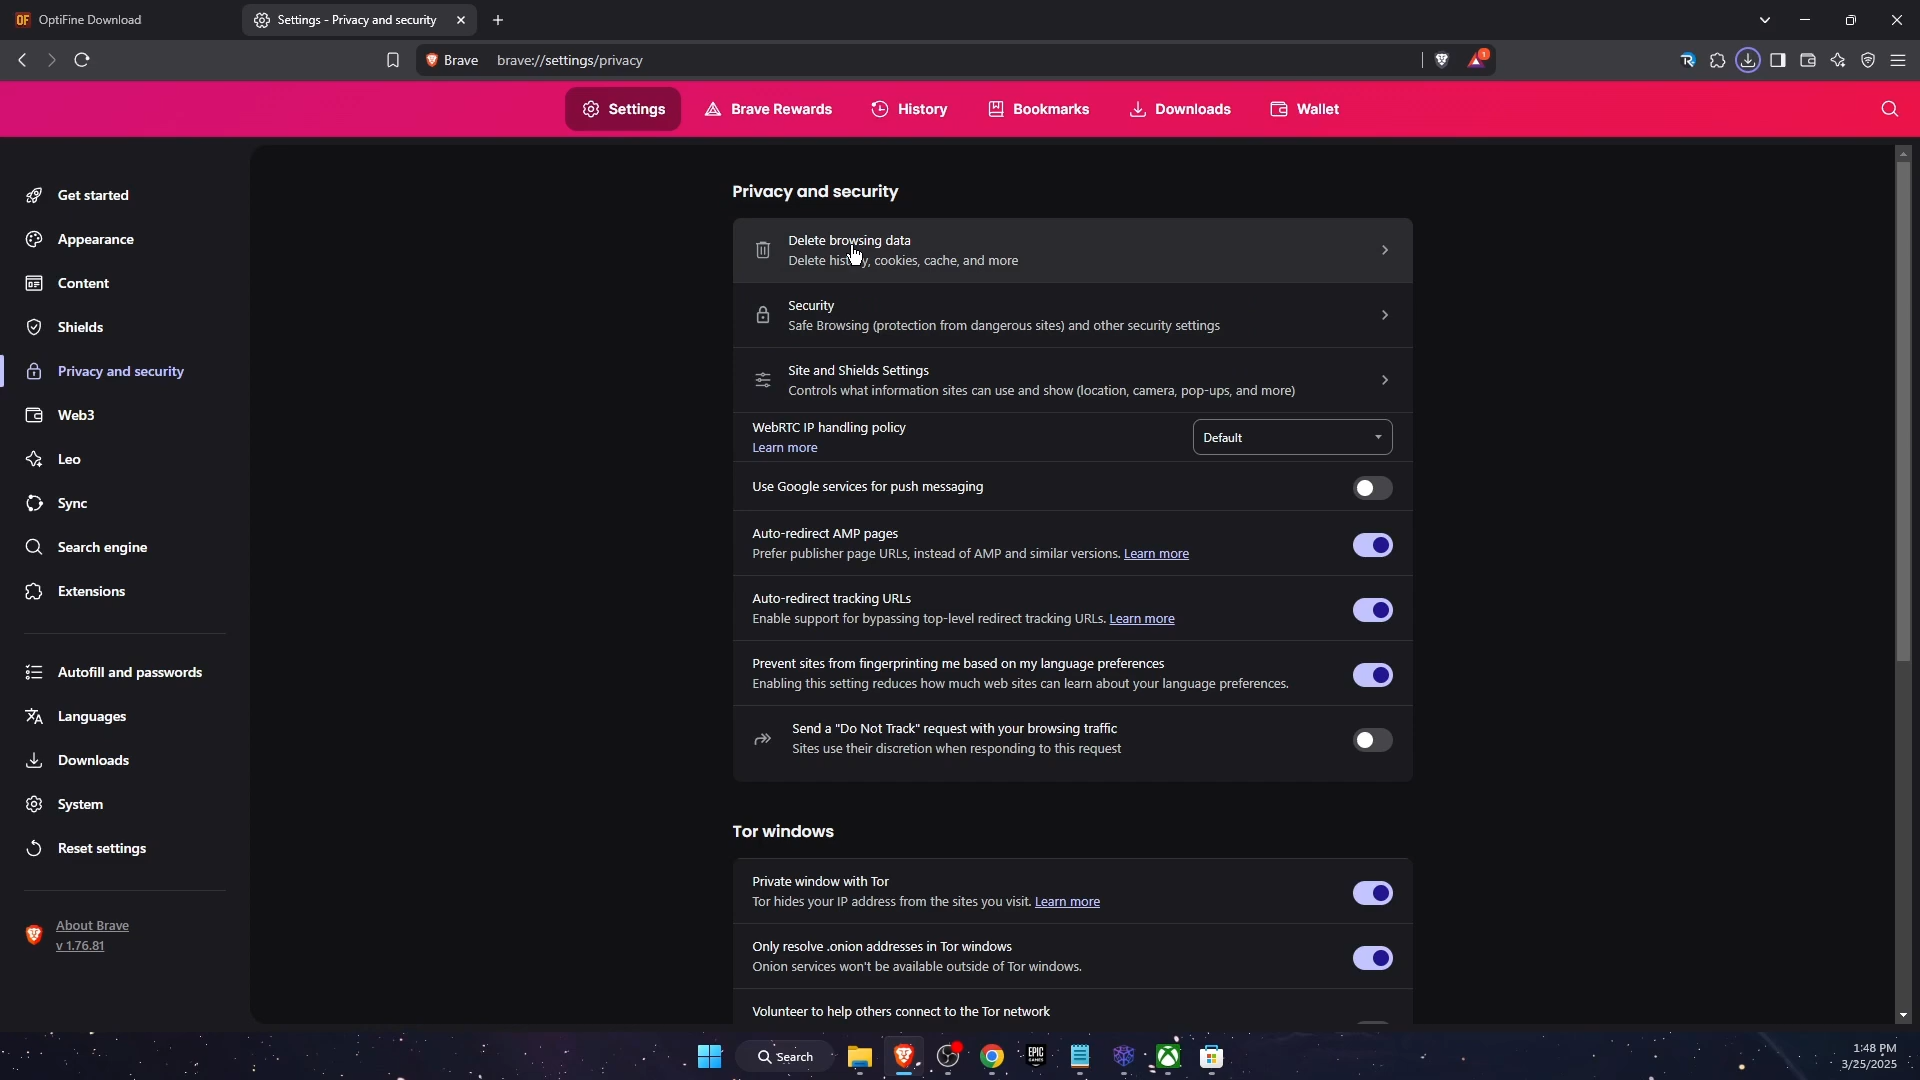 OptiFine Download
Settings - Privacy and security
Brave brave://settings/privacy
1
Settings
Brave Rewards
History
Bookmarks
Downloads
Wallet
Get started
Appearance
Content
Shields
Privacy and security
Web3
Leo
Sync
Search engine
Extensions
Autofill and passwords
Languages
Downloads
System
Reset settings
About Brave
v 1.76.81
Privacy and security
Delete browsing data
Delete history, cookies, cache, and more
Security
Safe Browsing (protection from dangerous sites) and other security settings
Site and Shields Settings
Controls what information sites can use and show (location, camera, pop-ups, and more)
WebRTC IP handling policy
Learn more
Default
Use Google services for push messaging
Auto-redirect AMP pages
Prefer publisher page URLs, instead of AMP and similar versions. Learn more
Auto-redirect tracking URLs
Enable support for bypassing top-level redirect tracking URLs. Learn more
Prevent sites from fingerprinting me based on my language preferences
Enabling this setting reduces how much web sites can learn about your language preferences.
Send a "Do Not Track" request with your browsing traffic
Sites use their discretion when responding to this request
Tor windows
Private window with Tor
Tor hides your IP address from the sites you visit. Learn more
Only resolve .onion addresses in Tor windows
Onion services won't be available outside of Tor windows.
Volunteer to help others connect to the Tor network
Search
EPIC
GAMES
1:48 PM
3/25/2025